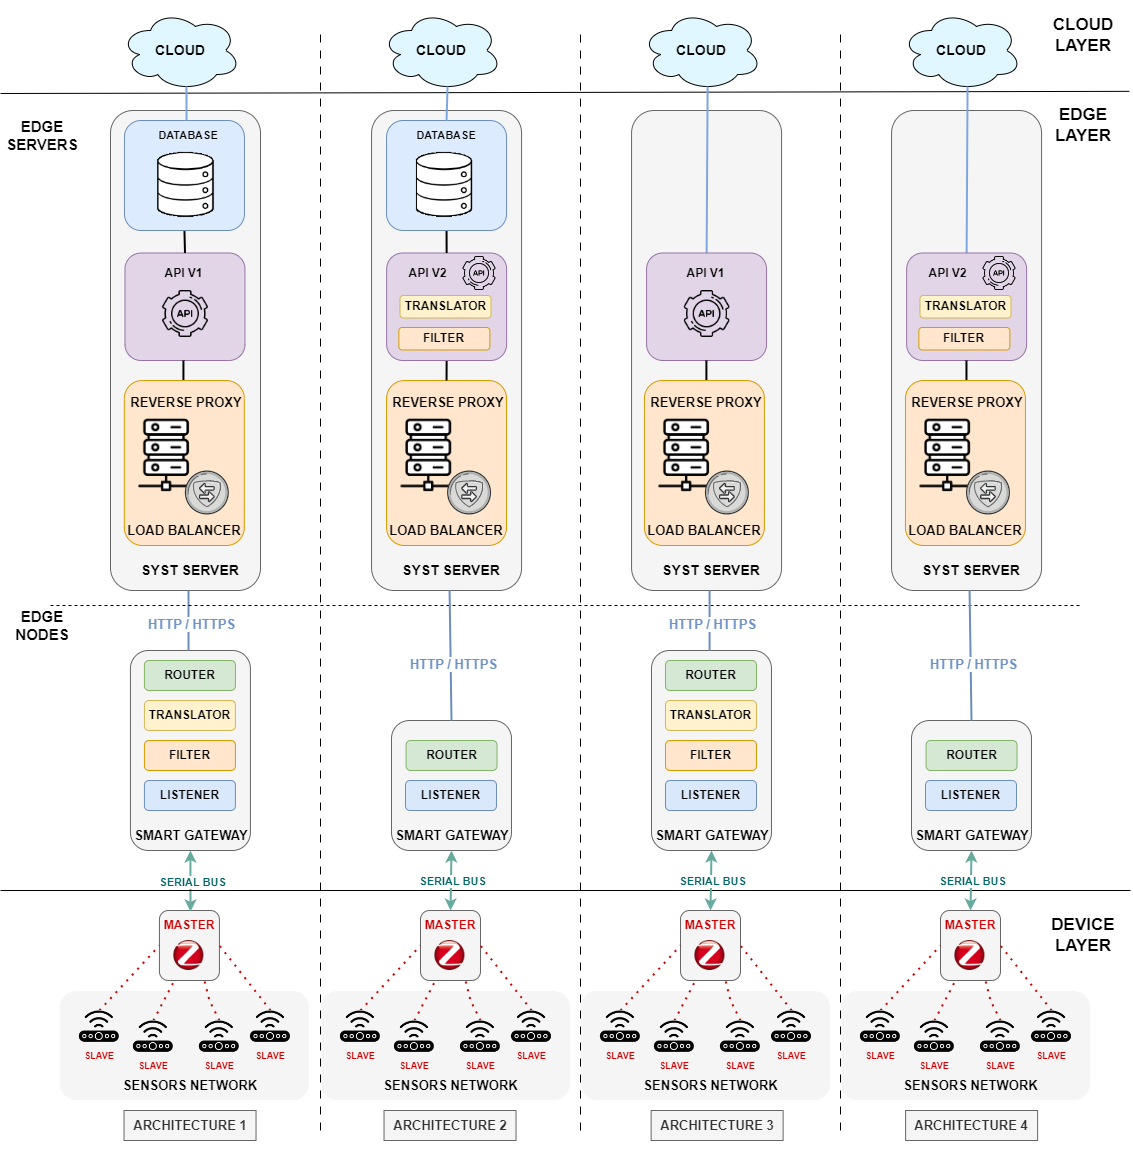 CLOUD
CLOUD
CLOUD
CLOUD
CLOUD
LAYER
EDGE
SERVERS
EDGE
LAYER
DATABASE
DATABASE
API V1
API
API V2
API
TRANSLATOR
FILTER
API V1
API
API V2
API
TRANSLATOR
FILTER
REVERSE PROXY
LOAD BALANCER
SYST SERVER
REVERSE PROXY
LOAD BALANCER
SYST SERVER
REVERSE PROXY
LOAD BALANCER
SYST SERVER
REVERSE PROXY
LOAD BALANCER
SYST SERVER
EDGE
NODES
HTTP / HTTPS
HTTP / HTTPS
HTTP / HTTPS
HTTP / HTTPS
ROUTER
TRANSLATOR
FILTER
LISTENER
SMART GATEWAY
ROUTER
LISTENER
SMART GATEWAY
ROUTER
TRANSLATOR
FILTER
LISTENER
SMART GATEWAY
ROUTER
LISTENER
SMART GATEWAY
SERIAL BUS
SERIAL BUS
SERIAL BUS
SERIAL BUS
DEVICE
LAYER
MASTER
SLAVE
SLAVE
SLAVE
SLAVE
SENSORS NETWORK
MASTER
SLAVE
SLAVE
SLAVE
SLAVE
SENSORS NETWORK
MASTER
SLAVE
SLAVE
SLAVE
SLAVE
SENSORS NETWORK
MASTER
SLAVE
SLAVE
SLAVE
SLAVE
SENSORS NETWORK
ARCHITECTURE 1
ARCHITECTURE 2
ARCHITECTURE 3
ARCHITECTURE 4